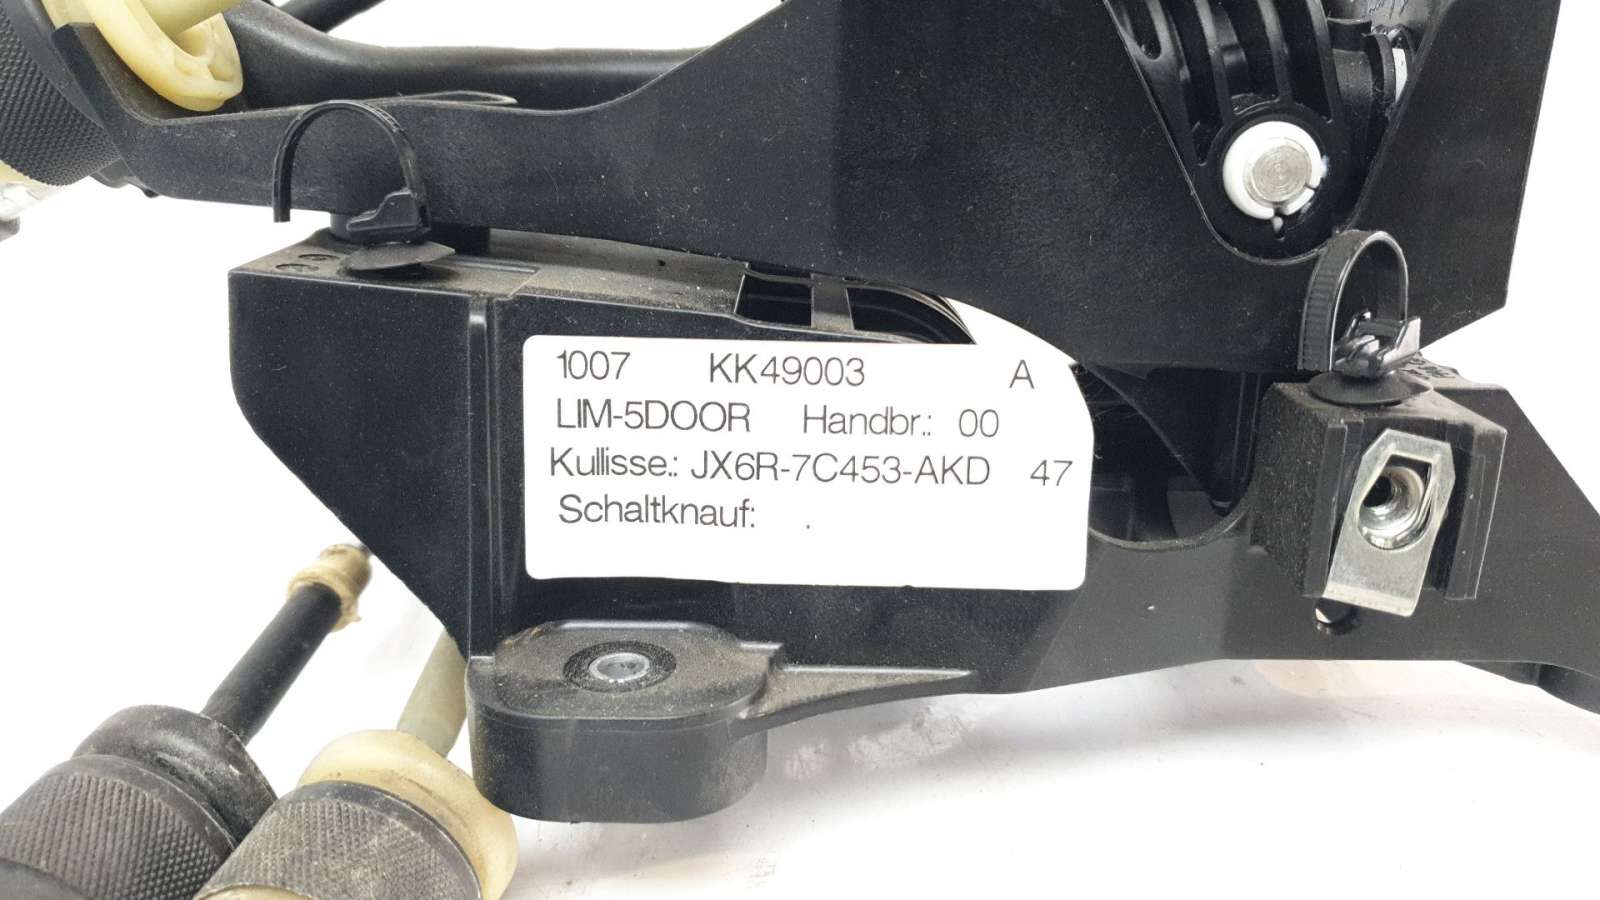 1007 KK49003 A
LIM-5DOOR Handbr.: 00
Kullisse.: JX6R-7C453-AKD 47
Schaltknauf: .